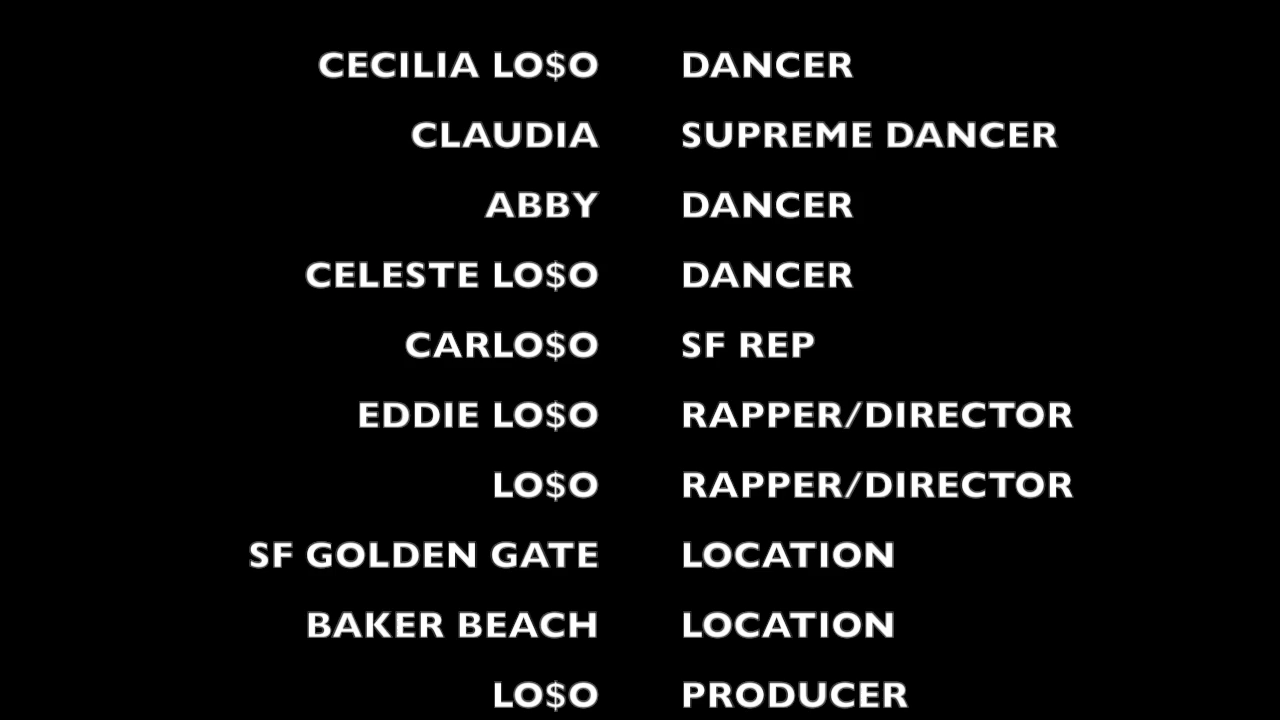 CECILIA LO$O DANCER
CLAUDIA SUPREME DANCER
ABBY DANCER
CELESTE LO$O DANCER
CARLO$O SF REP
EDDIE LO$O RAPPER/DIRECTOR
LO$O RAPPER/DIRECTOR
SF GOLDEN GATE LOCATION
BAKER BEACH LOCATION
LO$O PRODUCER